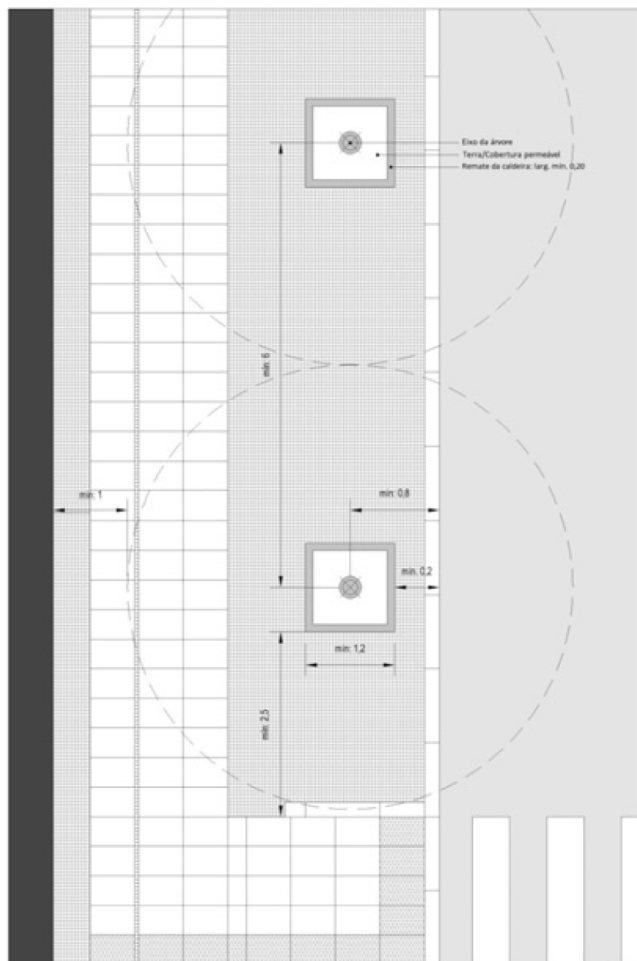 Eixo da árvore
Terra/Cobertura permeável
Remate da caldeira: larg. mín. 0,20
min: 6
min: 1
min: 0,8
min: 0,2
min: 1,2
min: 2,5